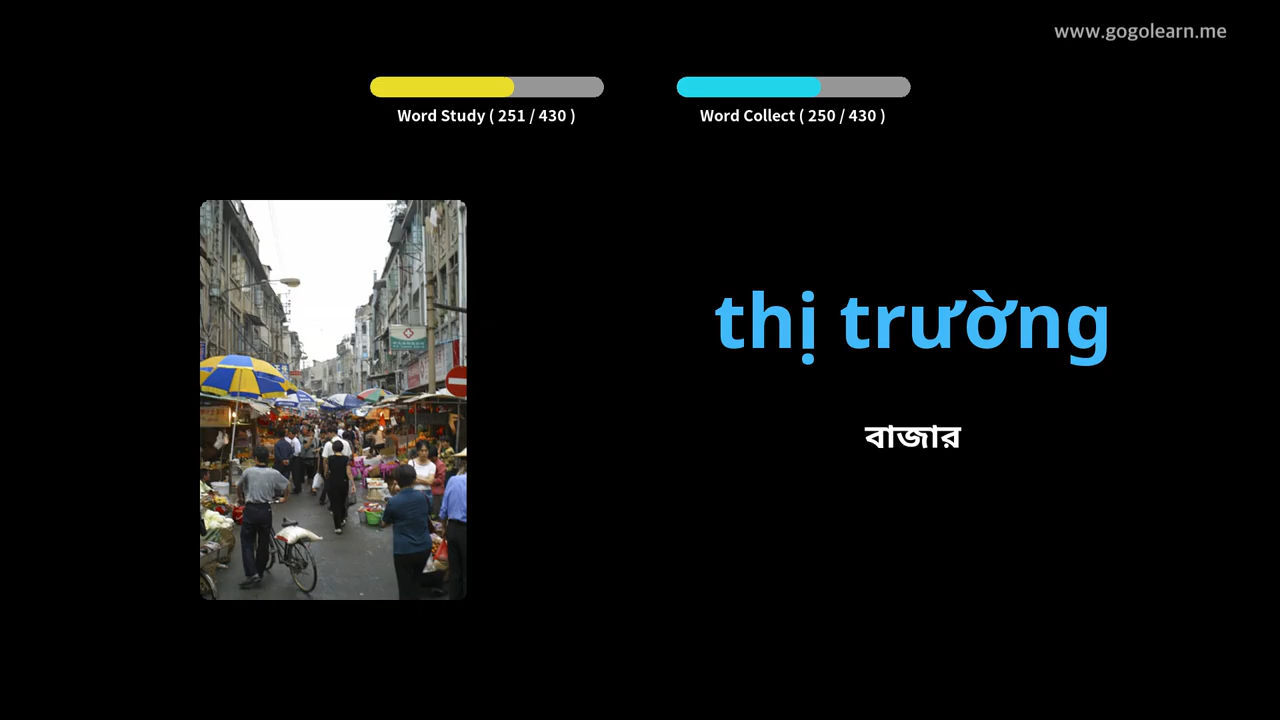 www.gogolearn.me
Word Study ( 251 / 430 )
Word Collect ( 250 / 430 )
thị trường
বাজার